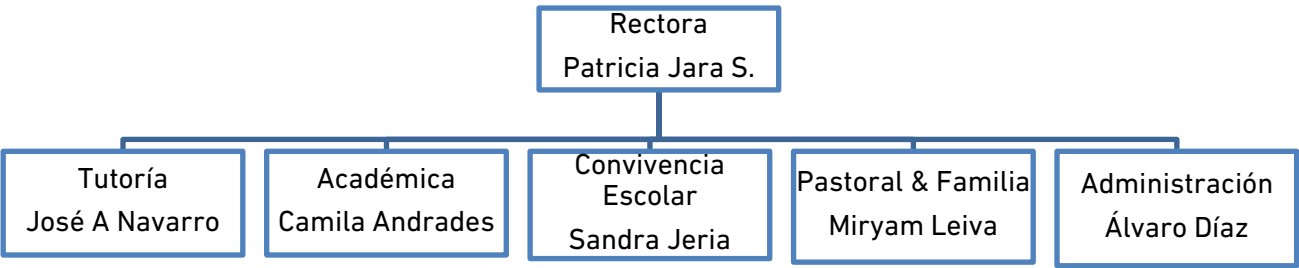 Rectora
Patricia Jara S.
Tutoría
José A Navarro
Académica
Camila Andrades
Convivencia
Escolar
Sandra Jeria
Pastoral & Familia
Miryam Leiva
Administración
Álvaro Díaz